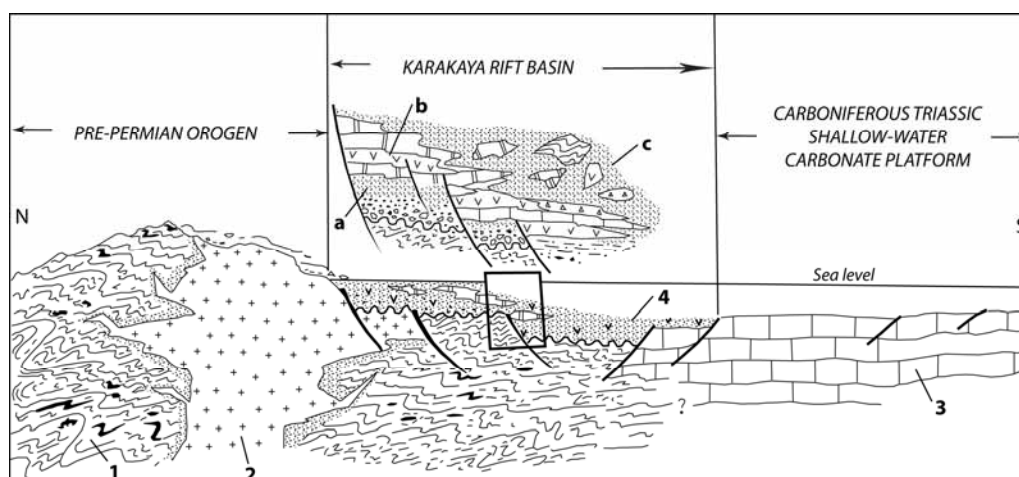 KARAKAYA RIFT BASIN
PRE-PERMIAN OROGEN
CARBONIFEROUS TRIASSIC
SHALLOW-WATER
CARBONATE PLATFORM
b
c
a
N
S
Sea level
4
3
?
1
2